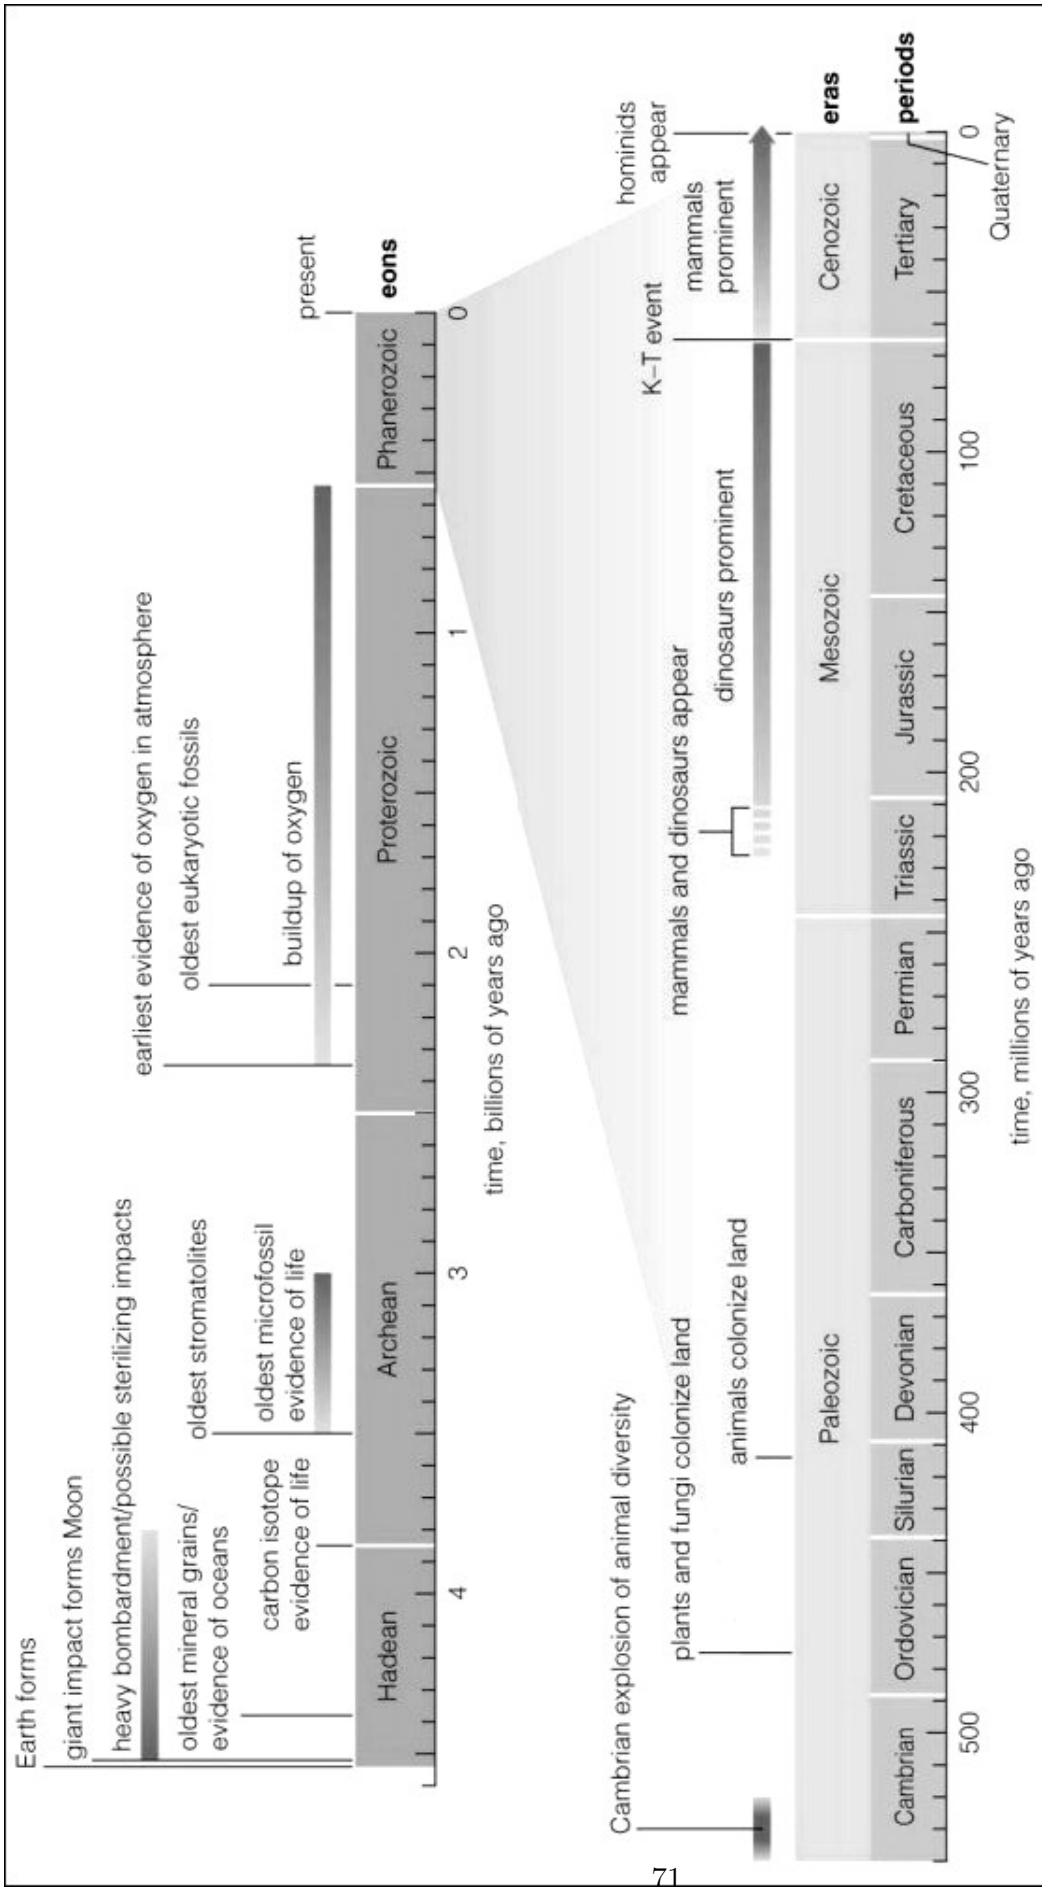 Earth forms
giant impact forms Moon
heavy bombardment/possible sterilizing impacts
oldest mineral grains/
evidence of oceans
carbon isotope
evidence of life
oldest stromatolites
oldest microfossil
evidence of life
earliest evidence of oxygen in atmosphere
oldest eukaryotic fossils
buildup of oxygen
present
Hadean
Archean
Proterozoic
Phanerozoic
eons
4
3
2
1
0
time, billions of years ago
Cambrian explosion of animal diversity
plants and fungi colonize land
animals colonize land
mammals and dinosaurs appear
dinosaurs prominent
K–T event
mammals
prominent
hominids
appear
Paleozoic
Mesozoic
Cenozoic
eras
Cambrian
Ordovician
Silurian
Devonian
Carboniferous
Permian
Triassic
Jurassic
Cretaceous
Tertiary
periods
500
400
300
200
100
0
Quaternary
time, millions of years ago
71